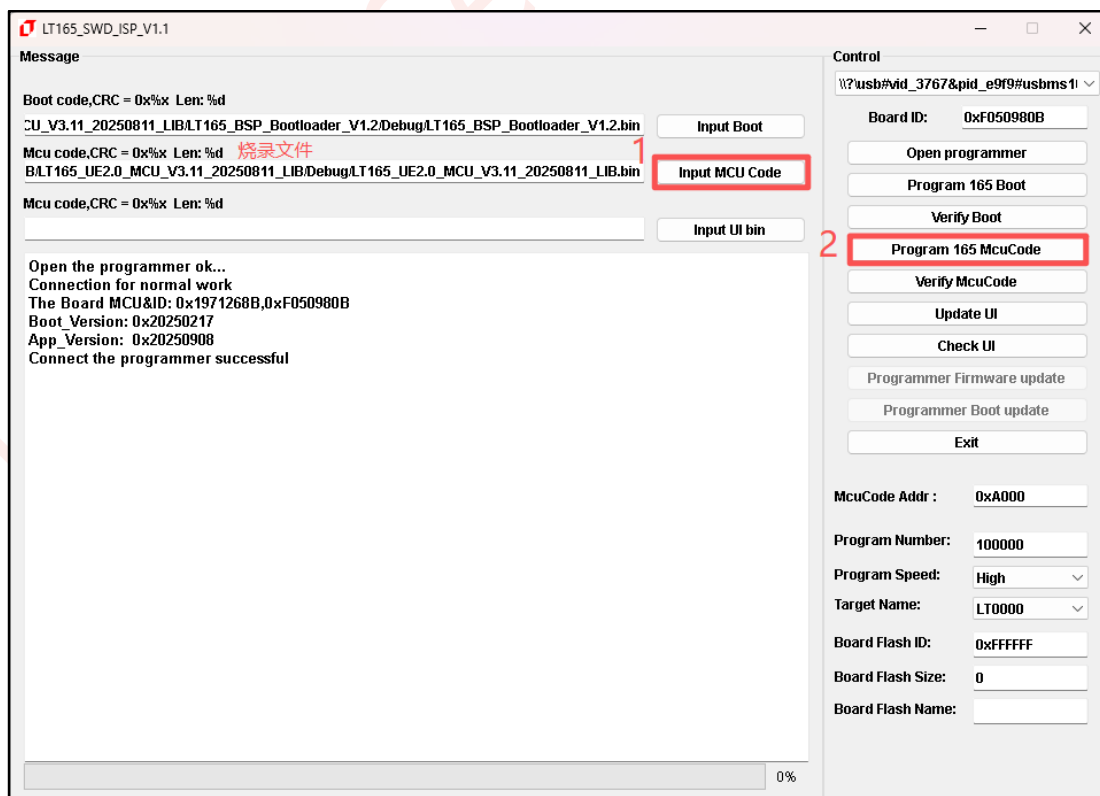 LT165_SWD_ISP_V1.1
Message
Boot code,CRC = 0x%x Len: %d
CU_V3.11_20250811_LIB/LT165_BSP_Bootloader_V1.2/Debug/LT165_BSP_Bootloader_V1.2.bin
Input Boot
Mcu code,CRC = 0x%x Len: %d 烧录文件
1
B/LT165_UE2.0_MCU_V3.11_20250811_LIB/Debug/LT165_UE2.0_MCU_V3.11_20250811_LIB.bin
Input MCU Code
Mcu code,CRC = 0x%x Len: %d
Input UI bin
Open the programmer ok...
Connection for normal work
The Board MCU&ID: 0x1971268B,0xF050980B
Boot_Version: 0x20250217
App_Version: 0x20250908
Connect the programmer successful
0%
Control
\\?\usb#vid_3767&pid_e9f9#usbms1
Board ID: 0xF050980B
Open programmer
Program 165 Boot
Verify Boot
2
Program 165 McuCode
Verify McuCode
Update UI
Check UI
Programmer Firmware update
Programmer Boot update
Exit
McuCode Addr : 0xA000
Program Number: 100000
Program Speed: High
Target Name: LT0000
Board Flash ID: 0xFFFFFF
Board Flash Size: 0
Board Flash Name: